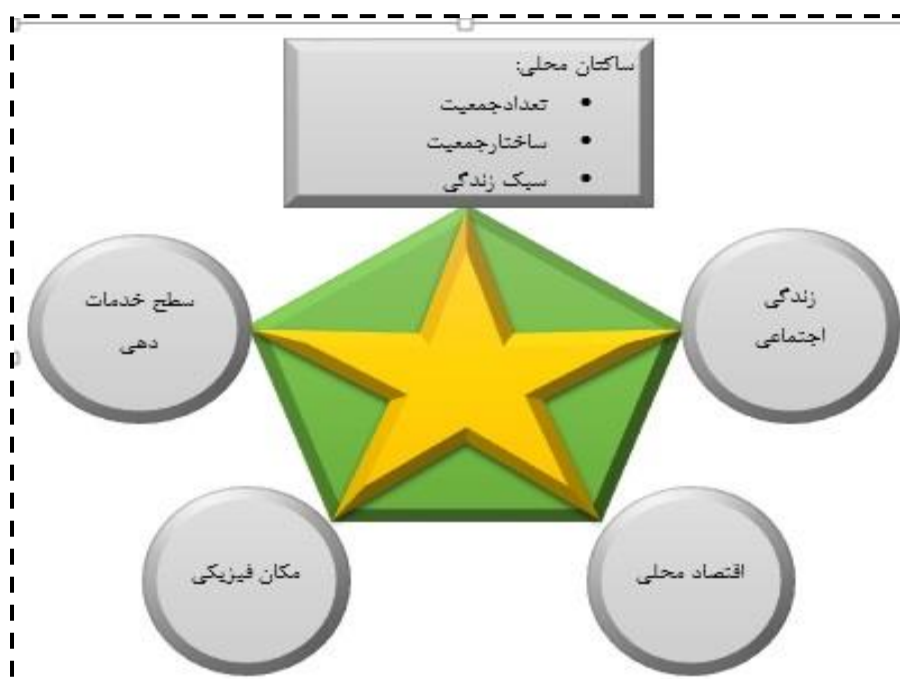 ساکنان محلی:
• تعدادجمعیت
• ساختارجمعیت
• سبک زندگی
زندگی
اجتماعی
سطح خدمات
دهی
اقتصاد محلی
مکان فیزیکی